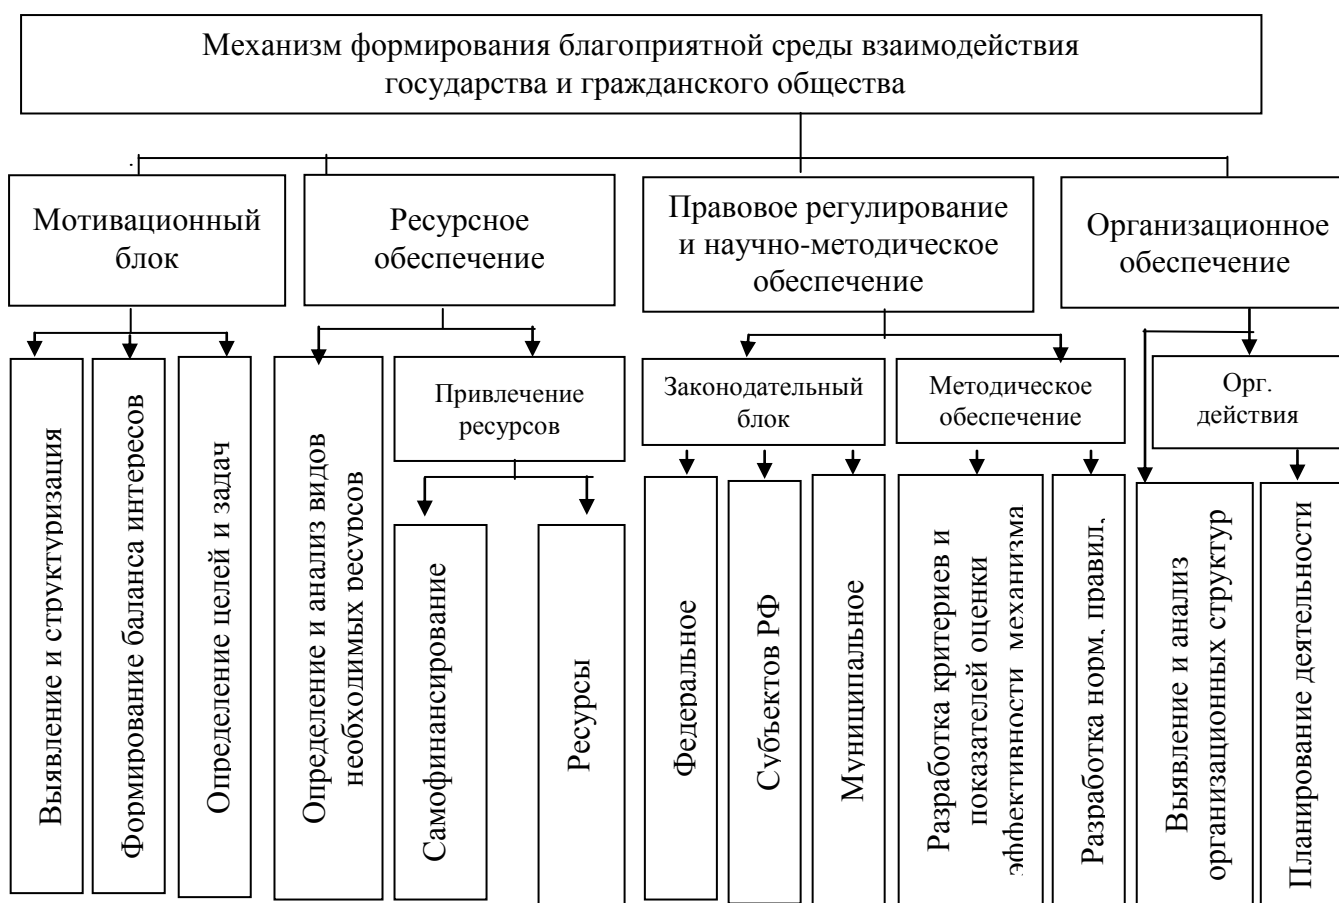 Механизм формирования благоприятной среды взаимодействия
государства и гражданского общества
Мотивационный
блок
Ресурсное
обеспечение
Правовое регулирование
и научно-методическое
обеспечение
Организационное
обеспечение
Выявление и структуризация
Формирование баланса интересов
Определение целей и задач
Определение и анализ видов
необходимых ресурсов
Привлечение
ресурсов
Самофинансирование
Ресурсы
Законодательный
блок
Федеральное
Субъектов РФ
Муниципальное
Методическое
обеспечение
Разработка критериев и
показателей оценки
эффективности механизма
Разработка норм, правил,
Выявление и анализ
организационных структур
Орг.
действия
Планирование деятельности